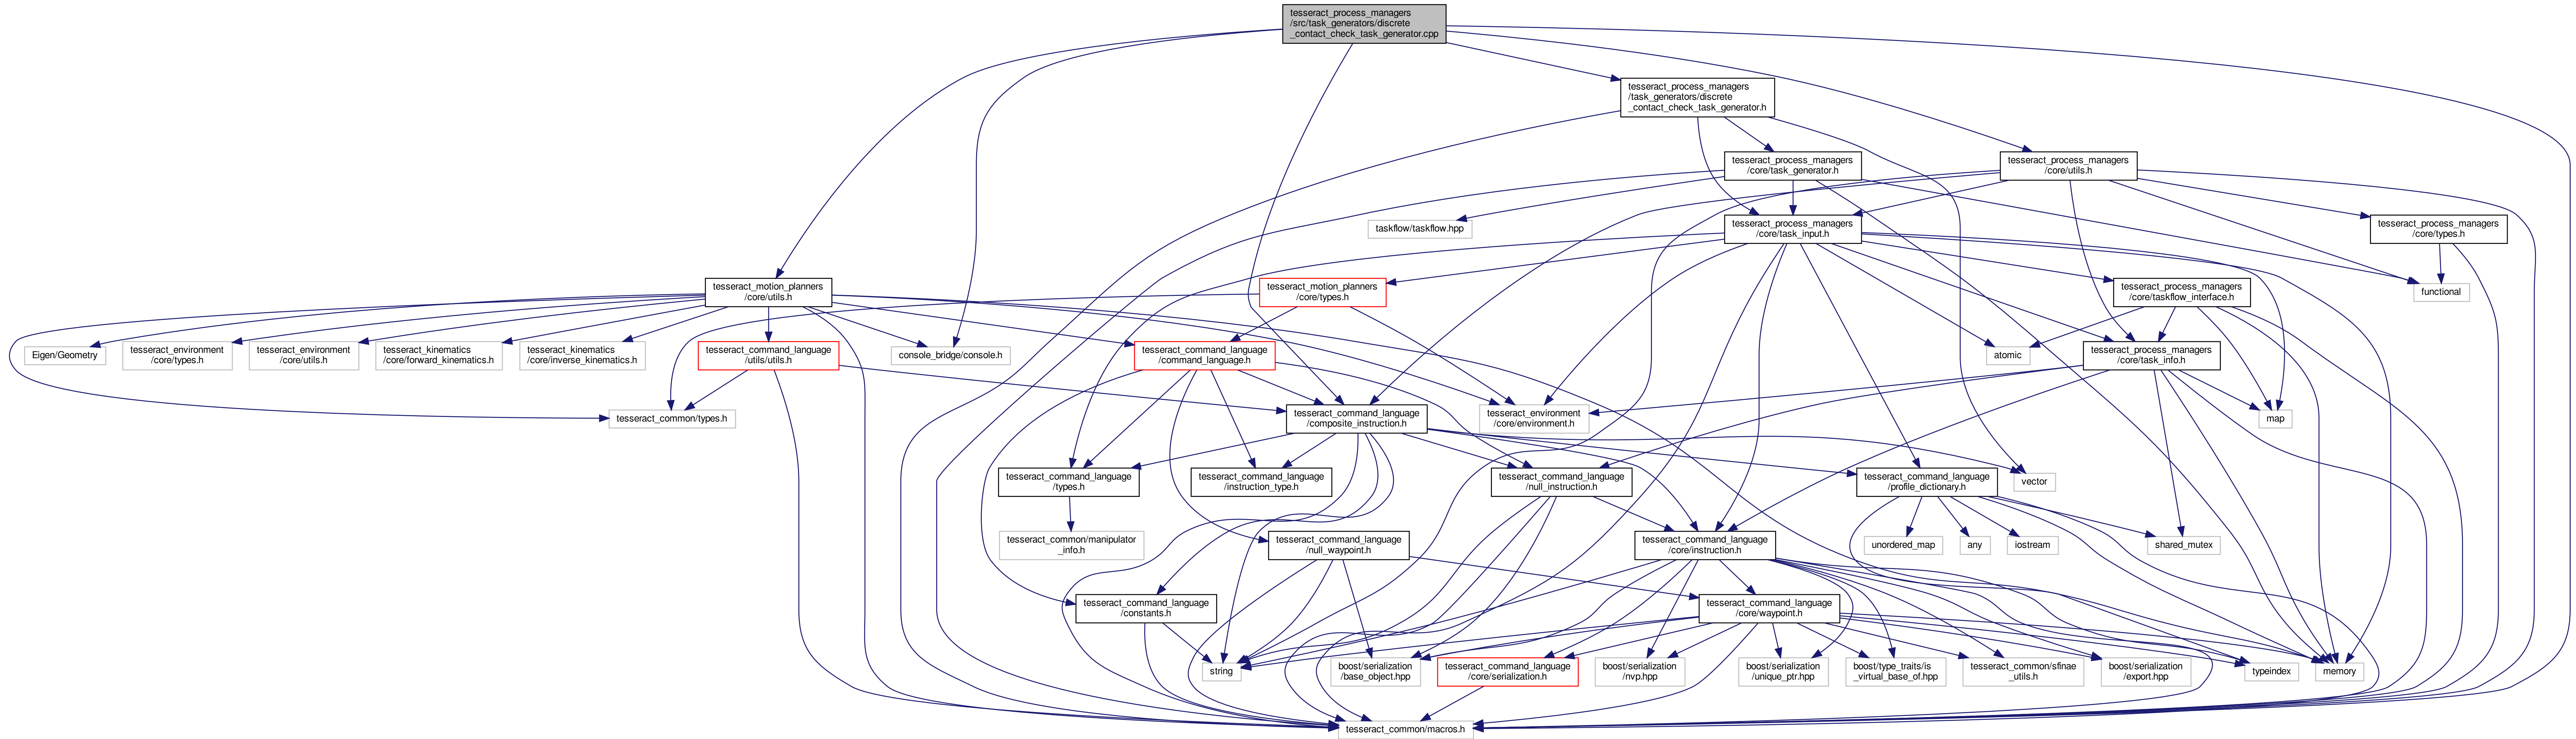 tesseract_process_managers
/src/task_generators/discrete
_contact_check_task_generator.cpp
tesseract_process_managers
/task_generators/discrete
_contact_check_task_generator.h
tesseract_process_managers
/core/task_generator.h
tesseract_process_managers
/core/utils.h
taskflow/taskflow.hpp
tesseract_process_managers
/core/task_input.h
tesseract_process_managers
/core/types.h
tesseract_motion_planners
/core/utils.h
tesseract_motion_planners
/core/types.h
tesseract_process_managers
/core/taskflow_interface.h
functional
Eigen/Geometry
tesseract_environment
/core/types.h
tesseract_environment
/core/utils.h
tesseract_kinematics
/core/forward_kinematics.h
tesseract_kinematics
/core/inverse_kinematics.h
tesseract_command_language
/utils/utils.h
console_bridge/console.h
tesseract_command_language
/command_language.h
atomic
tesseract_process_managers
/core/task_info.h
tesseract_common/types.h
tesseract_command_language
/composite_instruction.h
tesseract_environment
/core/environment.h
map
tesseract_command_language
/types.h
tesseract_command_language
/instruction_type.h
tesseract_command_language
/null_instruction.h
tesseract_command_language
/profile_dictionary.h
vector
tesseract_common/manipulator
_info.h
tesseract_command_language
/null_waypoint.h
tesseract_command_language
/core/instruction.h
unordered_map
any
iostream
shared_mutex
tesseract_command_language
/constants.h
tesseract_command_language
/core/waypoint.h
string
boost/serialization
/base_object.hpp
tesseract_command_language
/core/serialization.h
boost/serialization
/nvp.hpp
boost/serialization
/unique_ptr.hpp
boost/type_traits/is
_virtual_base_of.hpp
tesseract_common/sfinae
_utils.h
boost/serialization
/export.hpp
typeindex
memory
tesseract_common/macros.h